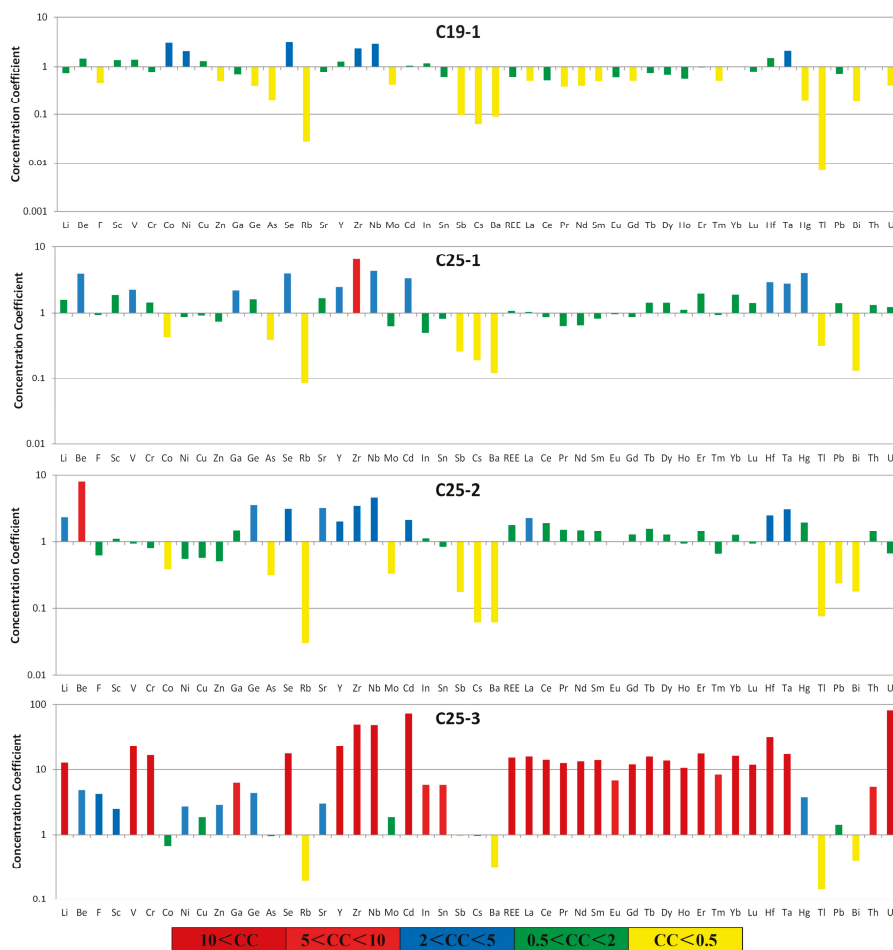 C19-1
Corcentration Coefficient
10
1
0.1
0.01
0.001
Li Be F Sc V Cr Co Ni Cu Zn Ga Ge As Se Rb Sr Y Zr Nb Mo Cd In Sn Sb Cs Ba REE La Ce Pr Nd Sm Eu Gd Tb Dy Ho Er Tm Yb Lu Hf Ta Hg Tl Pb Bi Th U
C25-1
Concentration Coefficient
10
1
0.1
0.01
Li Be F Sc V Cr Co Ni Cu Zn Ga Ge As Se Rb Sr Y Zr Nb Mo Cd In Sn Sb Cs Ba REE La Ce Pr Nd Sm Eu Gd Tb Dy Ho Er Tm Yb Lu Hf Ta Hg Tl Pb Bi Th U
C25-2
Concentration Coefficient
10
1
0.1
0.01
Li Be F Sc V Cr Co Ni Cu Zn Ga Ge As Se Rb Sr Y Zr Nb Mo Cd In Sn Sb Cs Ba REE La Ce Pr Nd Sm Eu Gd Tb Dy Ho Er Tm Yb Lu Hf Ta Hg Tl Pb Bi Th U
C25-3
Concentration Coefficient
100
10
1
0.1
Li Be F Sc V Cr Co Ni Cu Zn Ga Ge As Se Rb Sr Y Zr Nb Mo Cd In Sn Sb Cs Ba REE La Ce Pr Nd Sm Eu Gd Tb Dy Ho Er Tm Yb Lu Hf Ta Hg Tl Pb Bi Th U
10<CC 5<CC<10 2<CC<5 0.5<CC<2 CC<0.5